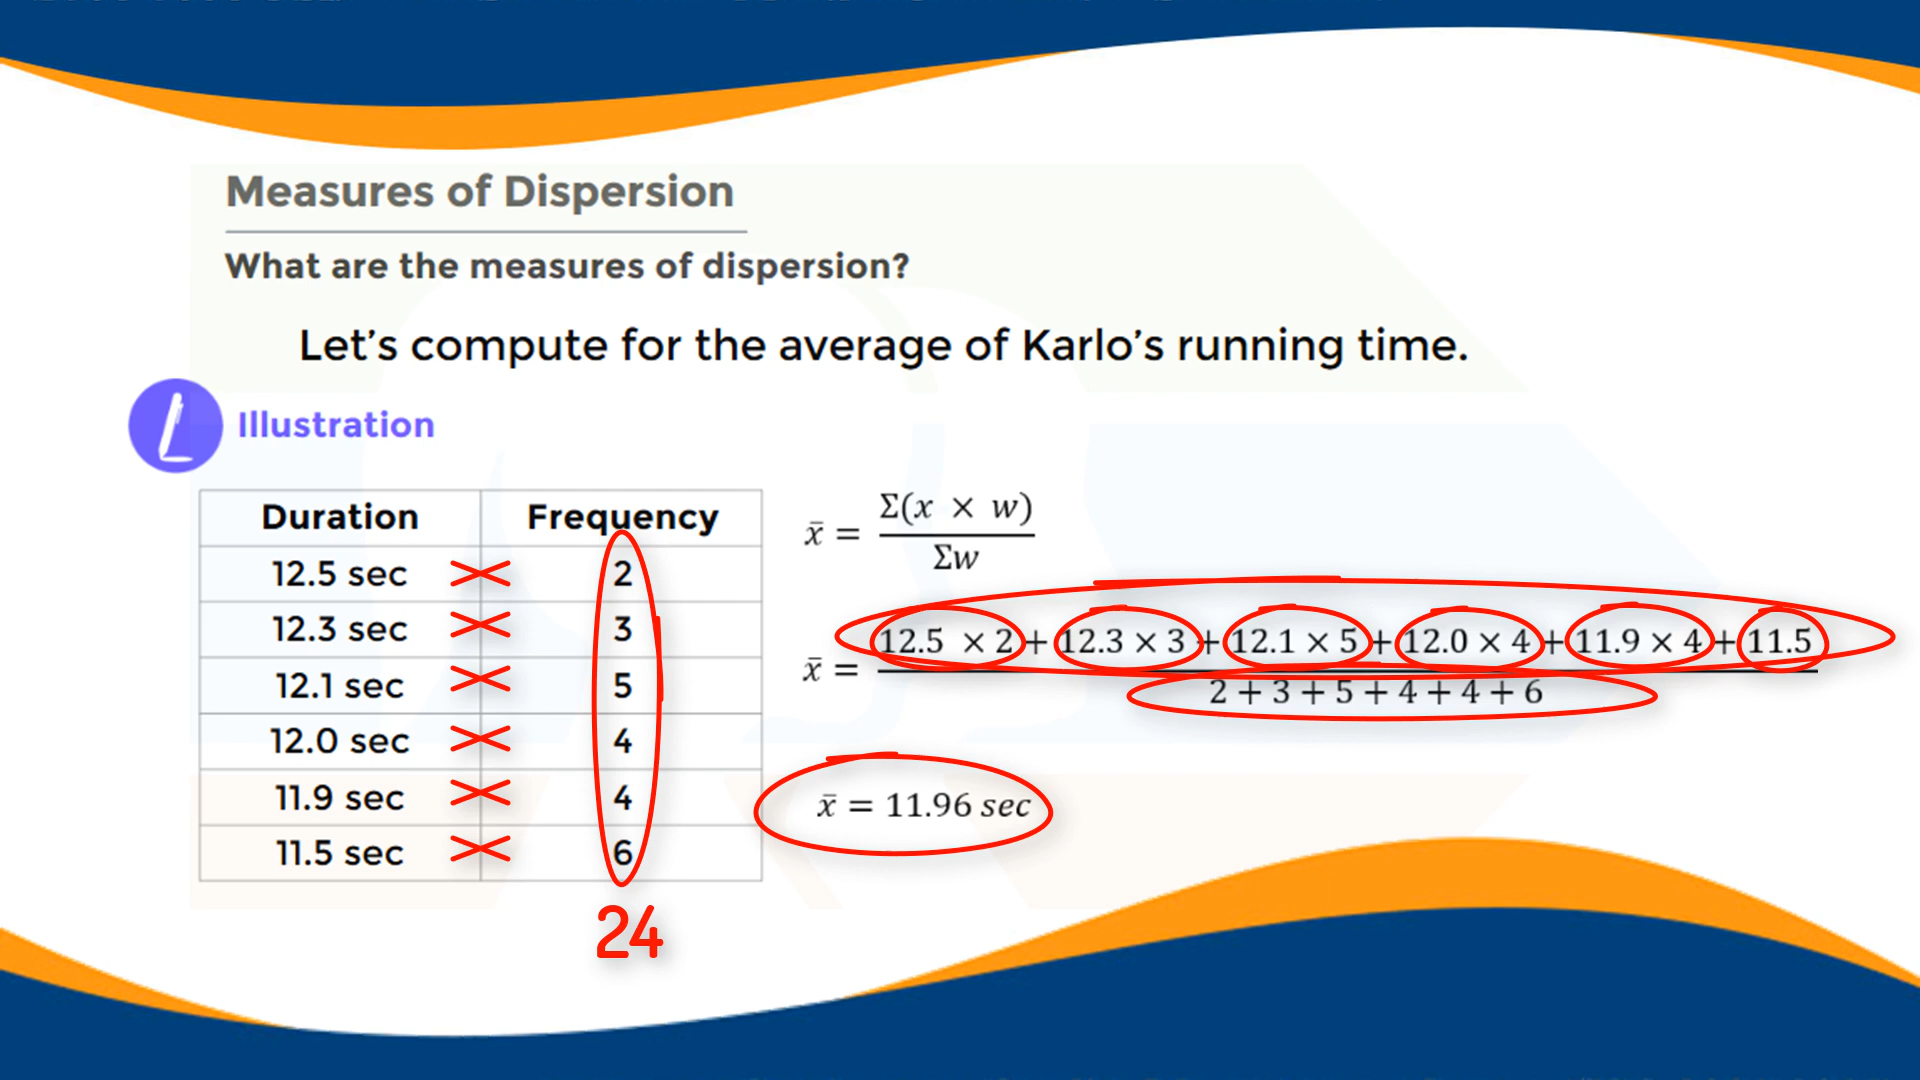 Measures of Dispersion
What are the measures of dispersion?
Let's compute for the average of Karlo's running time.
Illustration
Duration Frequency
12.5 sec 2
12.3 sec 3
12.1 sec 5
12.0 sec 4
11.9 sec 4
11.5 sec 6
24
x̄ = Σ(x × w) / Σw
x̄ = 12.5 × 2 + 12.3 × 3 + 12.1 × 5 + 12.0 × 4 + 11.9 × 4 + 11.5 / 2 + 3 + 5 + 4 + 4 + 6
x̄ = 11.96 sec